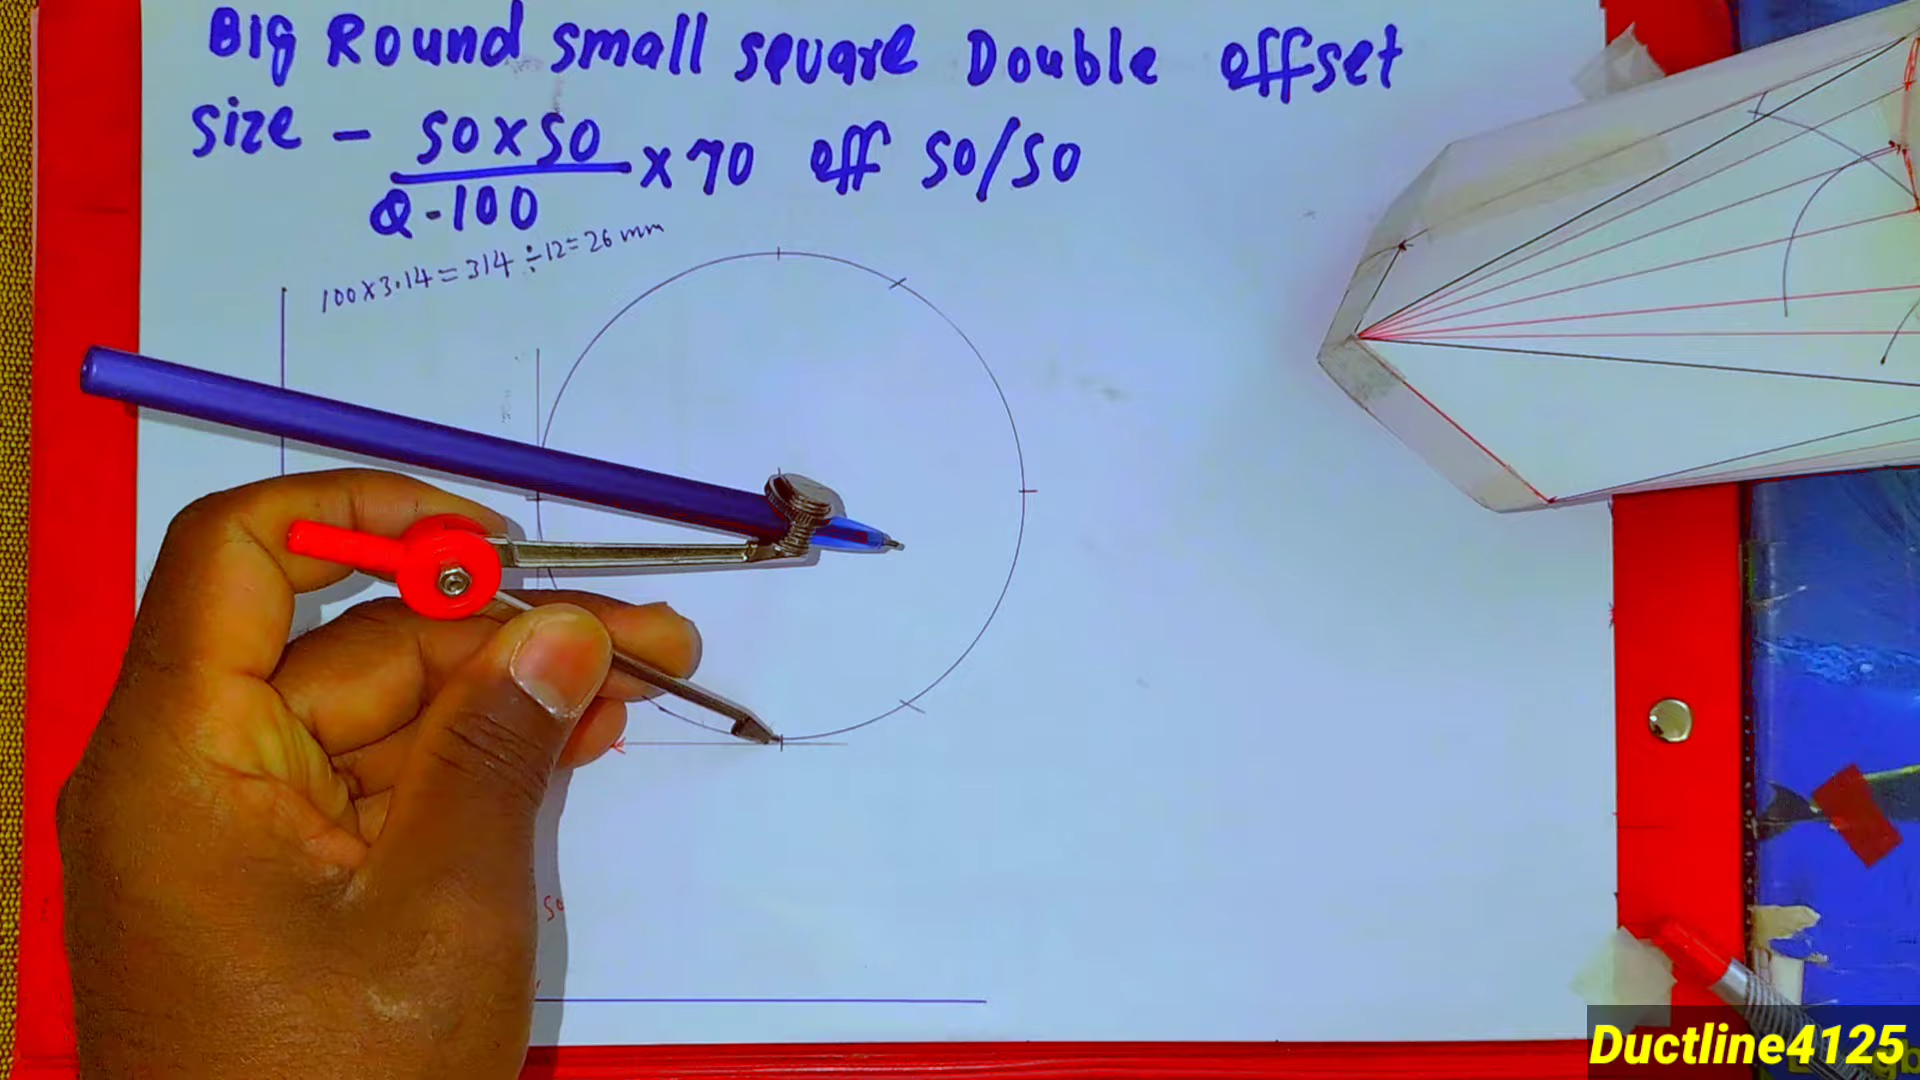 Big Round small square Double offset
size - 50x50 x 70 off 50/50
Q-100
100x3.14=314 ÷12=26 mm
50
Ductline4125